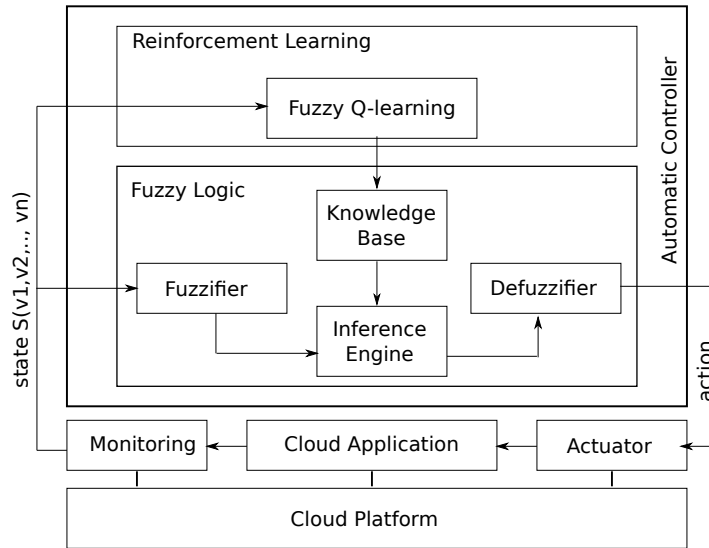 Reinforcement Learning
Fuzzy Q-learning
Automatic Controller
Fuzzy Logic
Knowledge
Base
state S(v1,v2,.., vn)
Fuzzifier
Defuzzifier
Inference
Engine
action
Monitoring
Cloud Application
Actuator
Cloud Platform